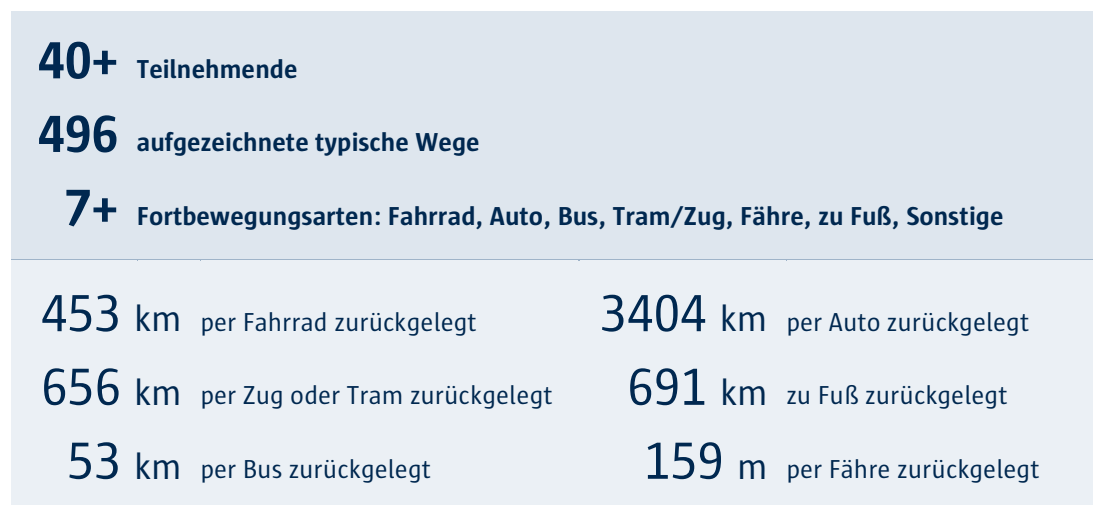 40+ Teilnehmende
496 aufgezeichnete typische Wege
7+ Fortbewegungsarten: Fahrrad, Auto, Bus, Tram/Zug, Fähre, zu Fuß, Sonstige
453 km per Fahrrad zurückgelegt
3404 km per Auto zurückgelegt
656 km per Zug oder Tram zurückgelegt
691 km zu Fuß zurückgelegt
53 km per Bus zurückgelegt
159 m per Fähre zurückgelegt